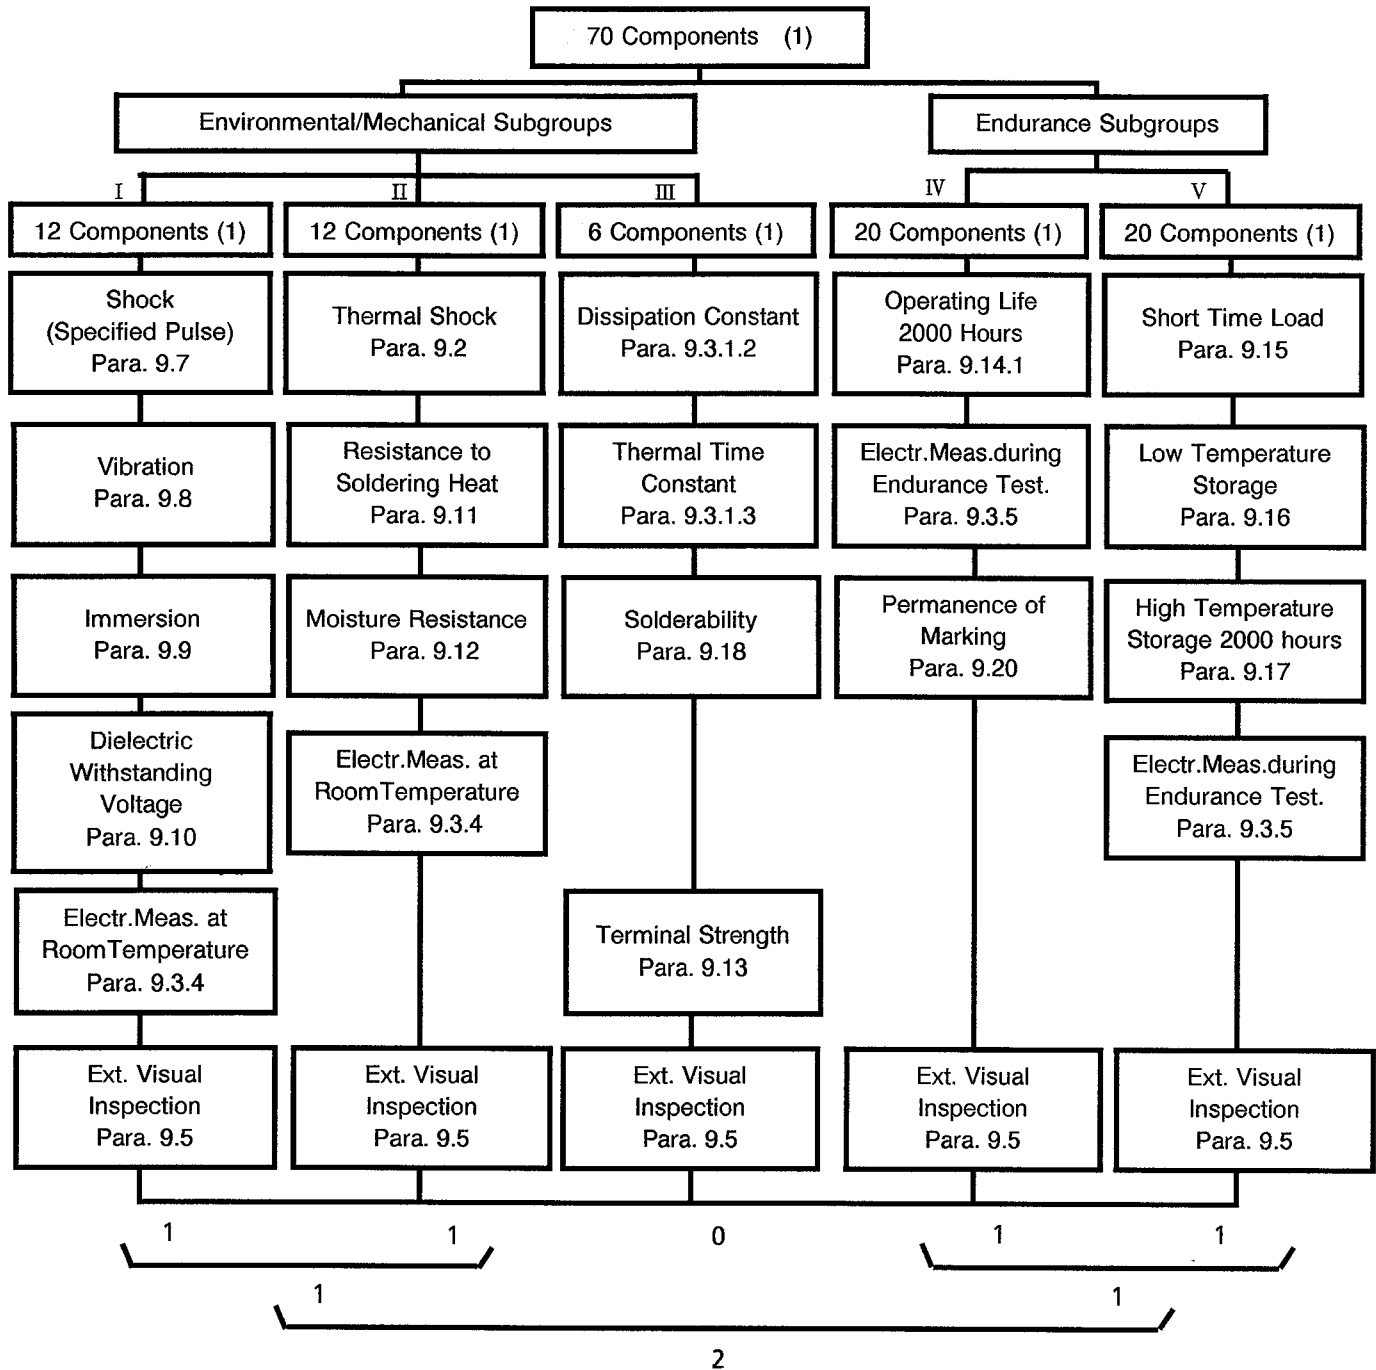 70 Components (1)
Environmental/Mechanical Subgroups
Endurance Subgroups
I
II
III
IV
V
12 Components (1)
12 Components (1)
6 Components (1)
20 Components (1)
20 Components (1)
Shock
(Specified Pulse)
Para. 9.7
Thermal Shock
Para. 9.2
Dissipation Constant
Para. 9.3.1.2
Operating Life
2000 Hours
Para. 9.14.1
Short Time Load
Para. 9.15
Vibration
Para. 9.8
Resistance to
Soldering Heat
Para. 9.11
Thermal Time
Constant
Para. 9.3.1.3
Electr.Meas.during
Endurance Test.
Para. 9.3.5
Low Temperature
Storage
Para. 9.16
Immersion
Para. 9.9
Moisture Resistance
Para. 9.12
Solderability
Para. 9.18
Permanence of
Marking
Para. 9.20
High Temperature
Storage 2000 hours
Para. 9.17
Dielectric
Withstanding
Voltage
Para. 9.10
Electr.Meas. at
RoomTemperature
Para. 9.3.4
Electr.Meas.during
Endurance Test.
Para. 9.3.5
Electr.Meas. at
RoomTemperature
Para. 9.3.4
Terminal Strength
Para. 9.13
Ext. Visual
Inspection
Para. 9.5
Ext. Visual
Inspection
Para. 9.5
Ext. Visual
Inspection
Para. 9.5
Ext. Visual
Inspection
Para. 9.5
Ext. Visual
Inspection
Para. 9.5
1
1
0
1
1
1
1
2